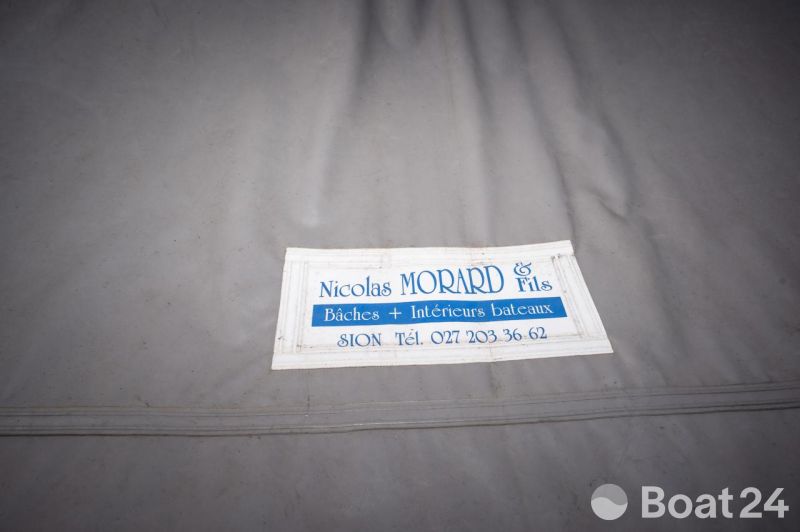 Nicolas MORARD & Fils
Bâches + Intérieurs bateaux
SION Tél. 027 203 36 62
Boat24